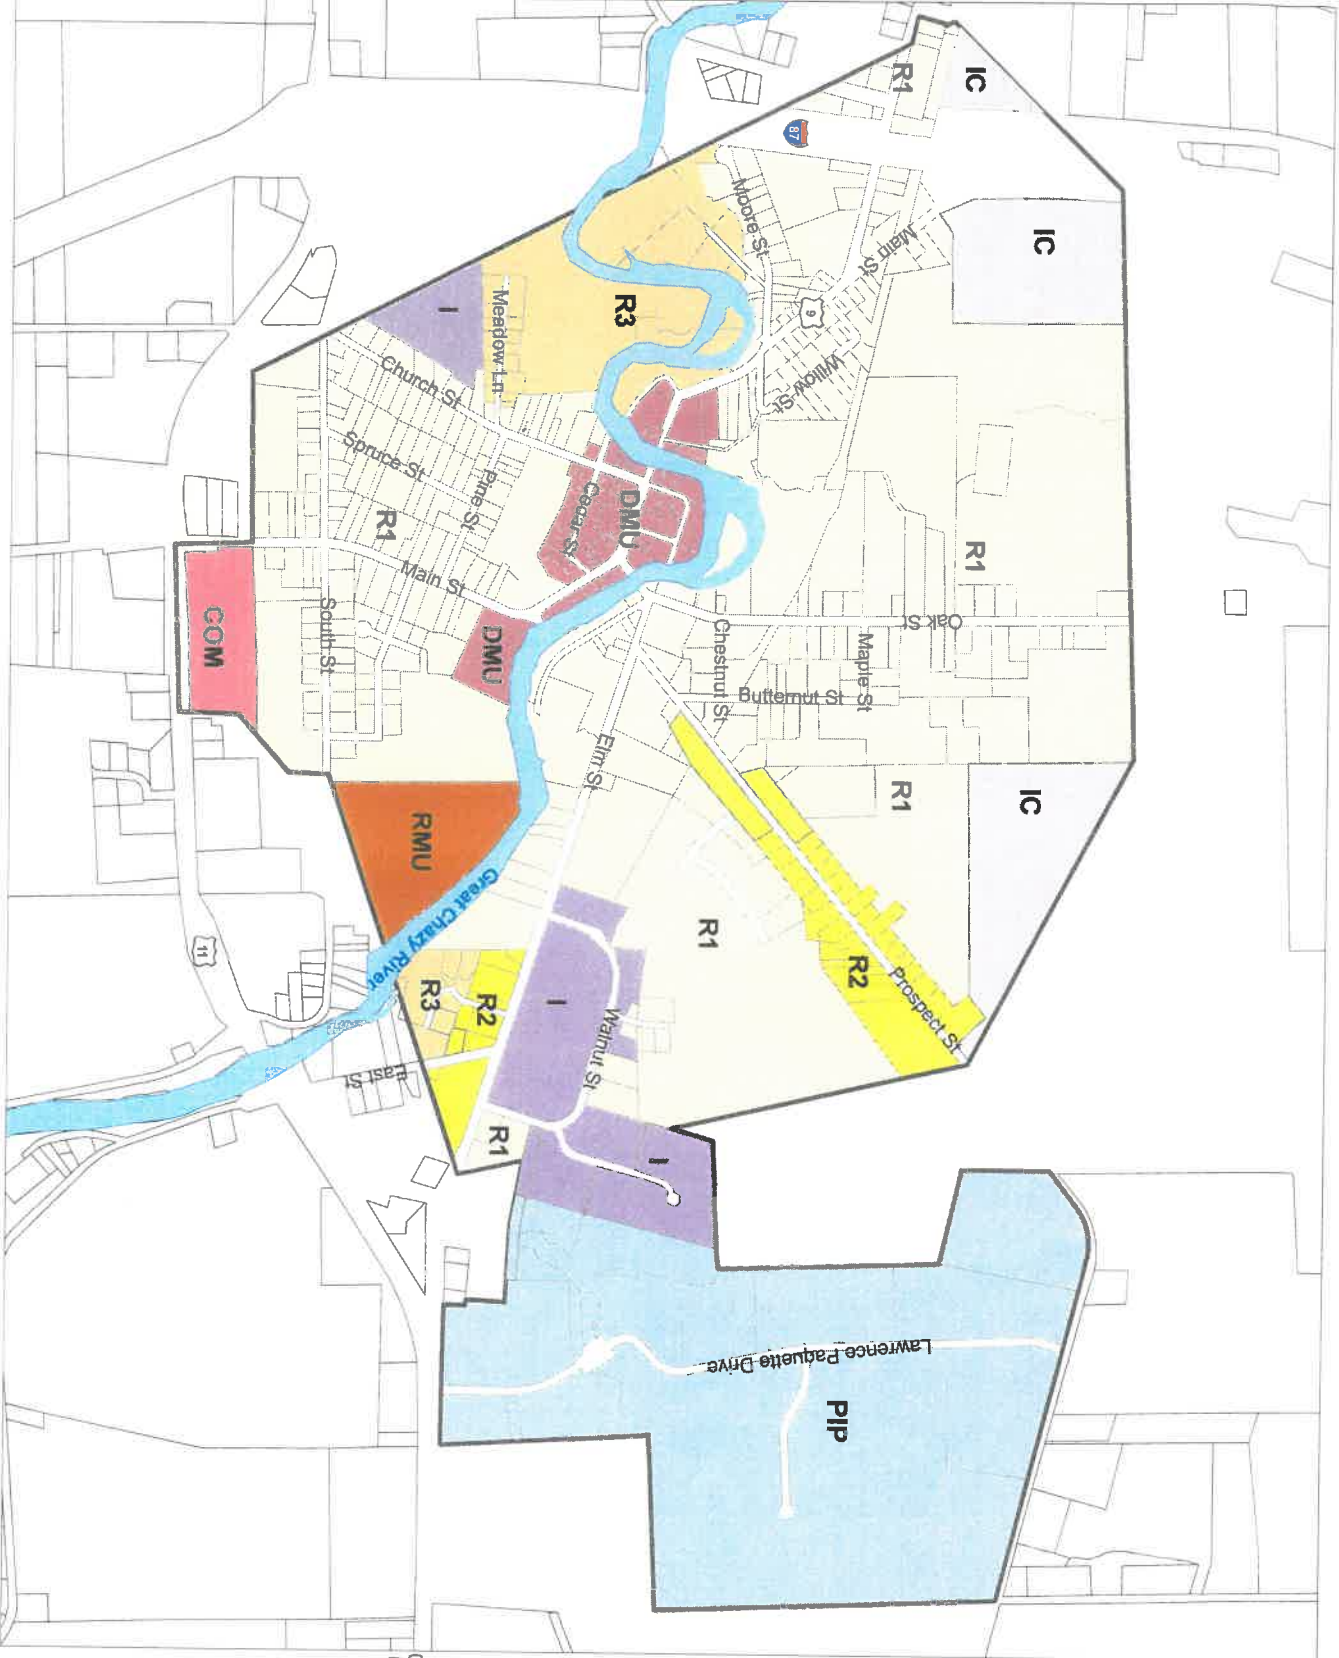 R1
IC
87
IC
Moore St
Main St
9
R3
I
Meadow Ln
Willow St
Church St
Spruce St
Pine St
Cedar St
DMU
R1
R1
Main St
DMU
COM
South St
Oak St
Chestnut St
Maple St
Butternut St
Elm St
R1
IC
RMU
Great Chazy River
R1
R2
Prospect St
11
R3
R2
I
Walnut St
East St
R1
I
Lawrence Paquette Drive
PIP